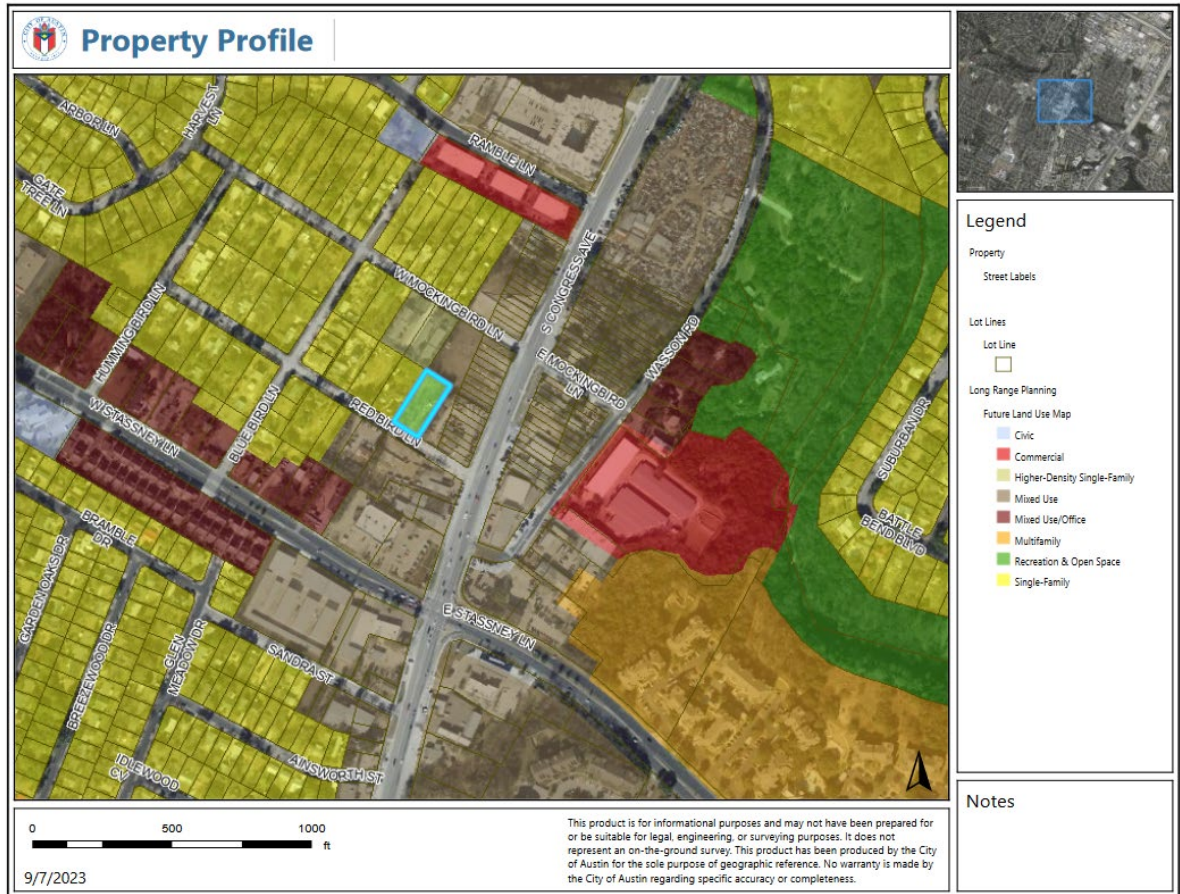 CITY OF AUSTIN
Property Profile
ARBOR LN
HARVEST LN
GATE TREE LN
RAMBLE LN
W MOCKINGBIRD LN
S CONGRESS AVE
HUMMING BIRD LN
E MOCKINGBIRD LN
WASSON RD
RED BIRD LN
BLUE BIRD LN
W STASSNEY LN
SUBURBAN DR
BATTLE BEND BLVD
BRAMBLE DR
GARDEN OAKS DR
BREEZEWOOD DR
GLEN MEADOW DR
SANDRA ST
E STASSNEY LN
AINSWORTH ST
IDLEWOOD CV
Legend
Property
Street Labels
Lot Lines
Lot Line
Long Range Planning
Future Land Use Map
Civic
Commercial
Higher-Density Single-Family
Mixed Use
Mixed Use/Office
Multifamily
Recreation & Open Space
Single-Family
Notes
0 500 1000
ft
9/7/2023
This product is for informational purposes and may not have been prepared for
or be suitable for legal, engineering, or surveying purposes. It does not
represent an on-the-ground survey. This product has been produced by the City
of Austin for the sole purpose of geographic reference. No warranty is made by
the City of Austin regarding specific accuracy or completeness.